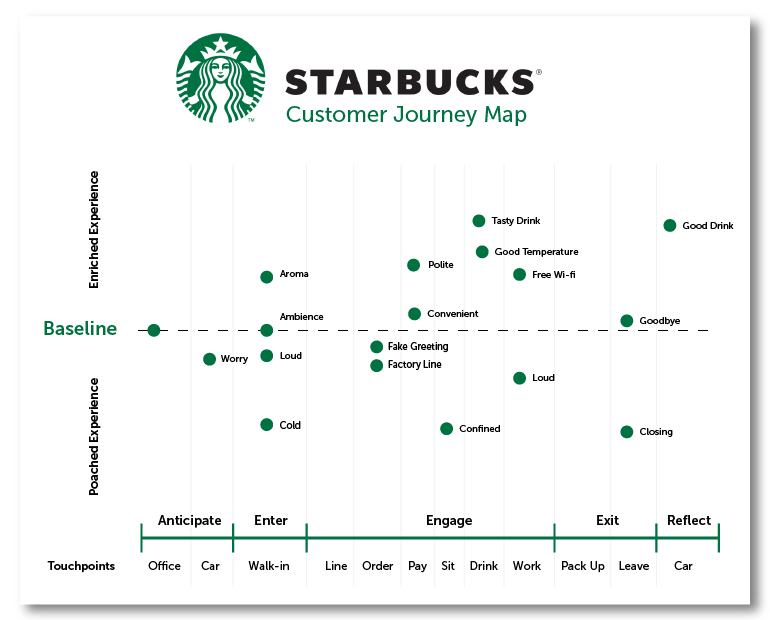 STARBUCKS®
™
Customer Journey Map
Enriched Experience
Tasty Drink
Good Drink
Good Temperature
Polite
Free Wi-fi
Aroma
Convenient
Ambience
Goodbye
Baseline
Fake Greeting
Loud
Worry
Factory Line
Loud
Poached Experience
Cold
Confined
Closing
Anticipate Enter Engage Exit Reflect
Touchpoints Office Car Walk-in Line Order Pay Sit Drink Work Pack Up Leave Car